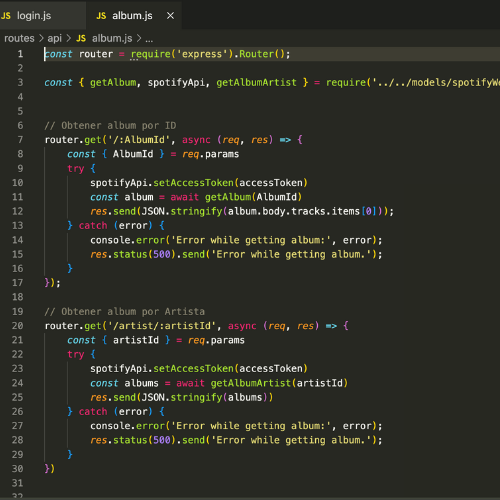 JS login.js JS album.js ×
routes > api > JS album.js > ...
1 const router = require('express').Router();
2
3 const { getAlbum, spotifyApi, getAlbumArtist } = require('../../models/spotifyW
4
5
6 // Obtener album por ID
7 router.get('/:AlbumId', async (req, res) => {
8 const { AlbumId } = req.params
9 try {
10 spotifyApi.setAccessToken(accessToken)
11 const album = await getAlbum(AlbumId)
12 res.send(JSON.stringify(album.body.tracks.items[0]));
13 } catch (error) {
14 console.error('Error while getting album:', error);
15 res.status(500).send('Error while getting album.');
16 }
17 });
18
19 // Obtener album por Artista
20 router.get('/artist/:artistId', async (req, res) => {
21 const { artistId } = req.params
22 try {
23 spotifyApi.setAccessToken(accessToken)
24 const albums = await getAlbumArtist(artistId)
25 res.send(JSON.stringify(albums))
26 } catch (error) {
27 console.error('Error while getting album:', error);
28 res.status(500).send('Error while getting album.');
29 }
30 })
31
32